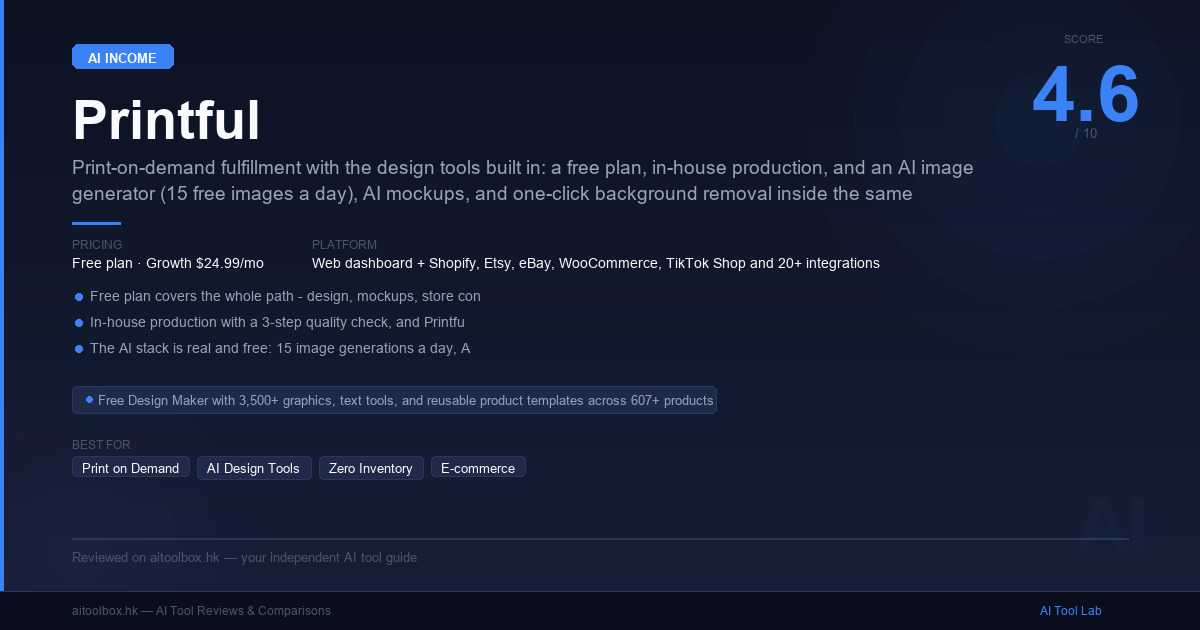 AI INCOME
SCORE
4.6
/ 10
Printful
Print-on-demand fulfillment with the design tools built in: a free plan, in-house production, and an AI image
generator (15 free images a day), AI mockups, and one-click background removal inside the same
PRICING
Free plan · Growth $24.99/mo
PLATFORM
Web dashboard + Shopify, Etsy, eBay, WooCommerce, TikTok Shop and 20+ integrations
Free plan covers the whole path - design, mockups, store con
In-house production with a 3-step quality check, and Printfu
The AI stack is real and free: 15 image generations a day, A
Free Design Maker with 3,500+ graphics, text tools, and reusable product templates across 607+ products
BEST FOR
Print on Demand
AI Design Tools
Zero Inventory
E-commerce
AI
Reviewed on aitoolbox.hk — your independent AI tool guide
aitoolbox.hk — AI Tool Reviews & Comparisons
AI Tool Lab